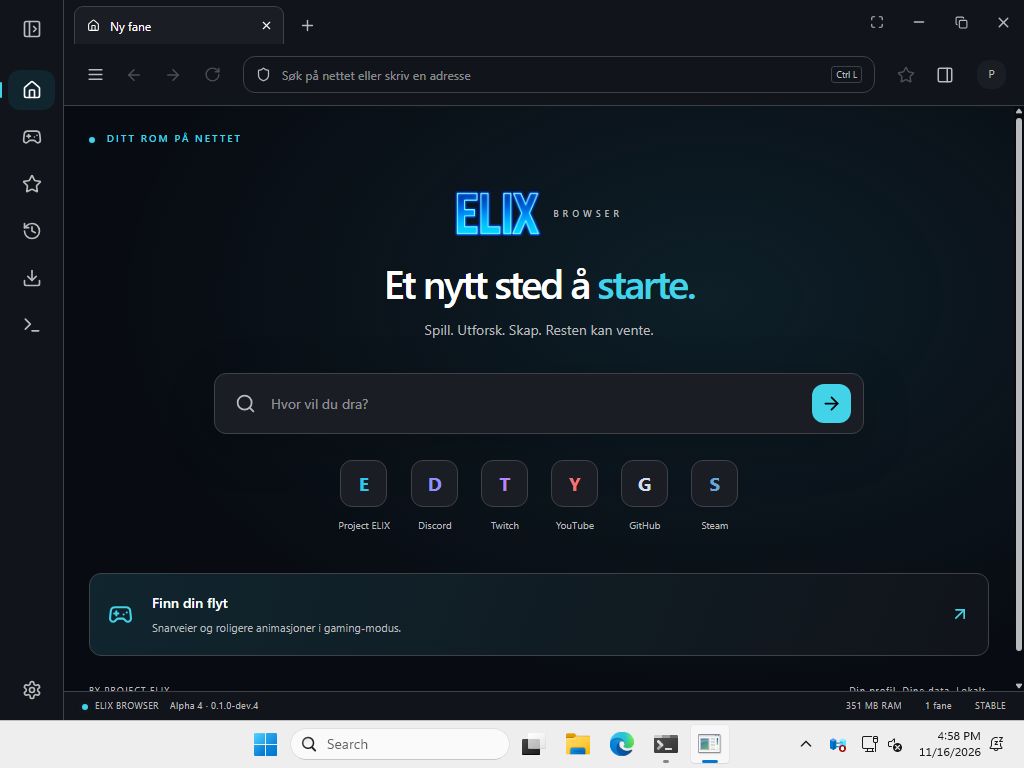 Ny fane
Søk på nettet eller skriv en adresse
Ctrl L
P
DITT ROM PÅ NETTET
ELIX BROWSER
Et nytt sted å starte.
Spill. Utforsk. Skap. Resten kan vente.
Hvor vil du dra?
E D T Y G S
Project ELIX Discord Twitch YouTube GitHub Steam
Finn din flyt
Snarveier og roligere animasjoner i gaming-modus.
BY PROJECT ELIX
Din profil. Dine data. Lokalt.
ELIX BROWSER Alpha 4 · 0.1.0-dev.4
351 MB RAM 1 fane STABLE
Search
4:58 PM
11/16/2026